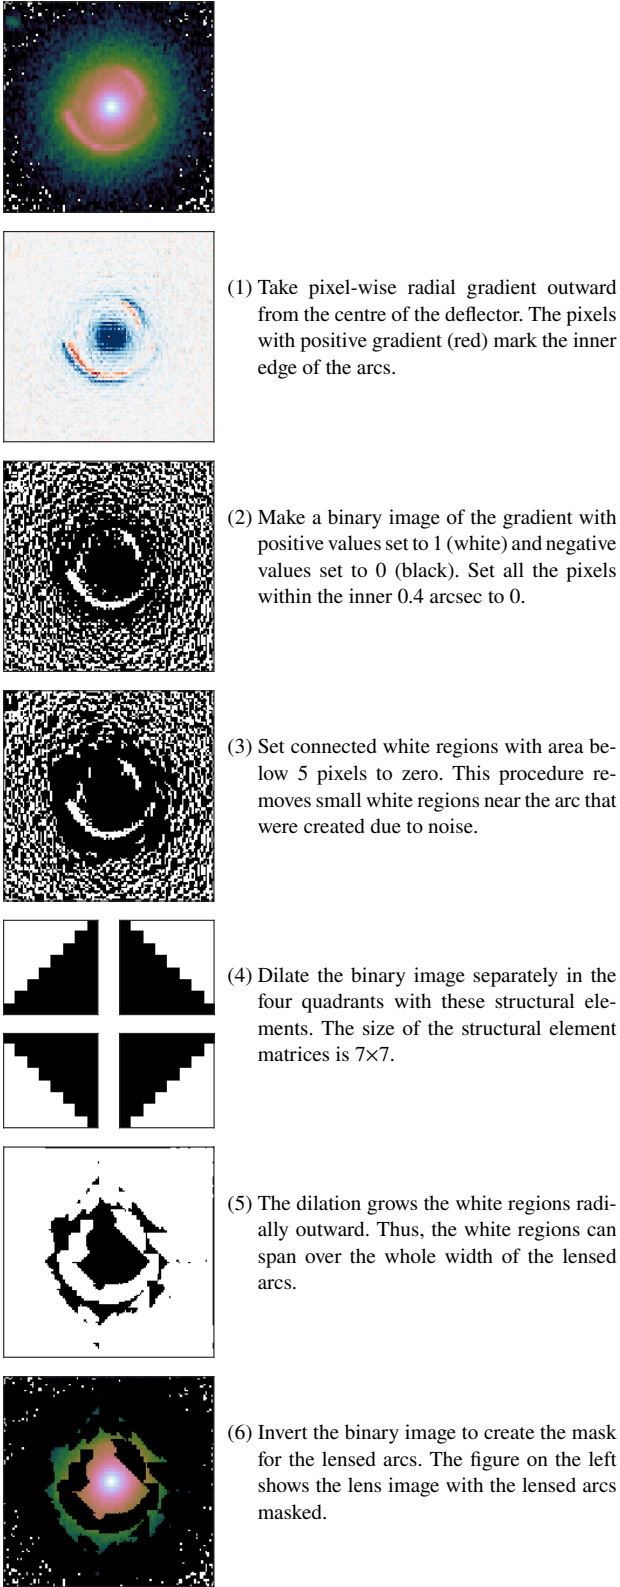 (1) Take pixel-wise radial gradient outward
from the centre of the deflector. The pixels
with positive gradient (red) mark the inner
edge of the arcs.
(2) Make a binary image of the gradient with
positive values set to 1 (white) and negative
values set to 0 (black). Set all the pixels
within the inner 0.4 arcsec to 0.
(3) Set connected white regions with area be-
low 5 pixels to zero. This procedure re-
moves small white regions near the arc that
were created due to noise.
(4) Dilate the binary image separately in the
four quadrants with these structural ele-
ments. The size of the structural element
matrices is 7×7.
(5) The dilation grows the white regions radi-
ally outward. Thus, the white regions can
span over the whole width of the lensed
arcs.
(6) Invert the binary image to create the mask
for the lensed arcs. The figure on the left
shows the lens image with the lensed arcs
masked.